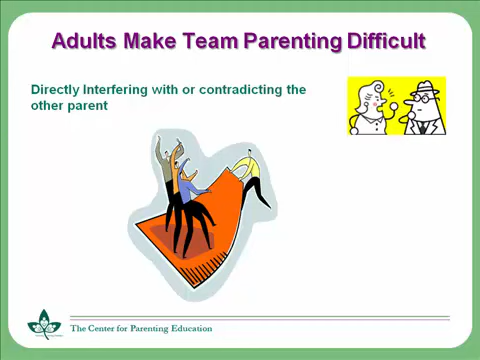 Adults Make Team Parenting Difficult
Directly Interfering with or contradicting the
other parent
The Center for Parenting Education